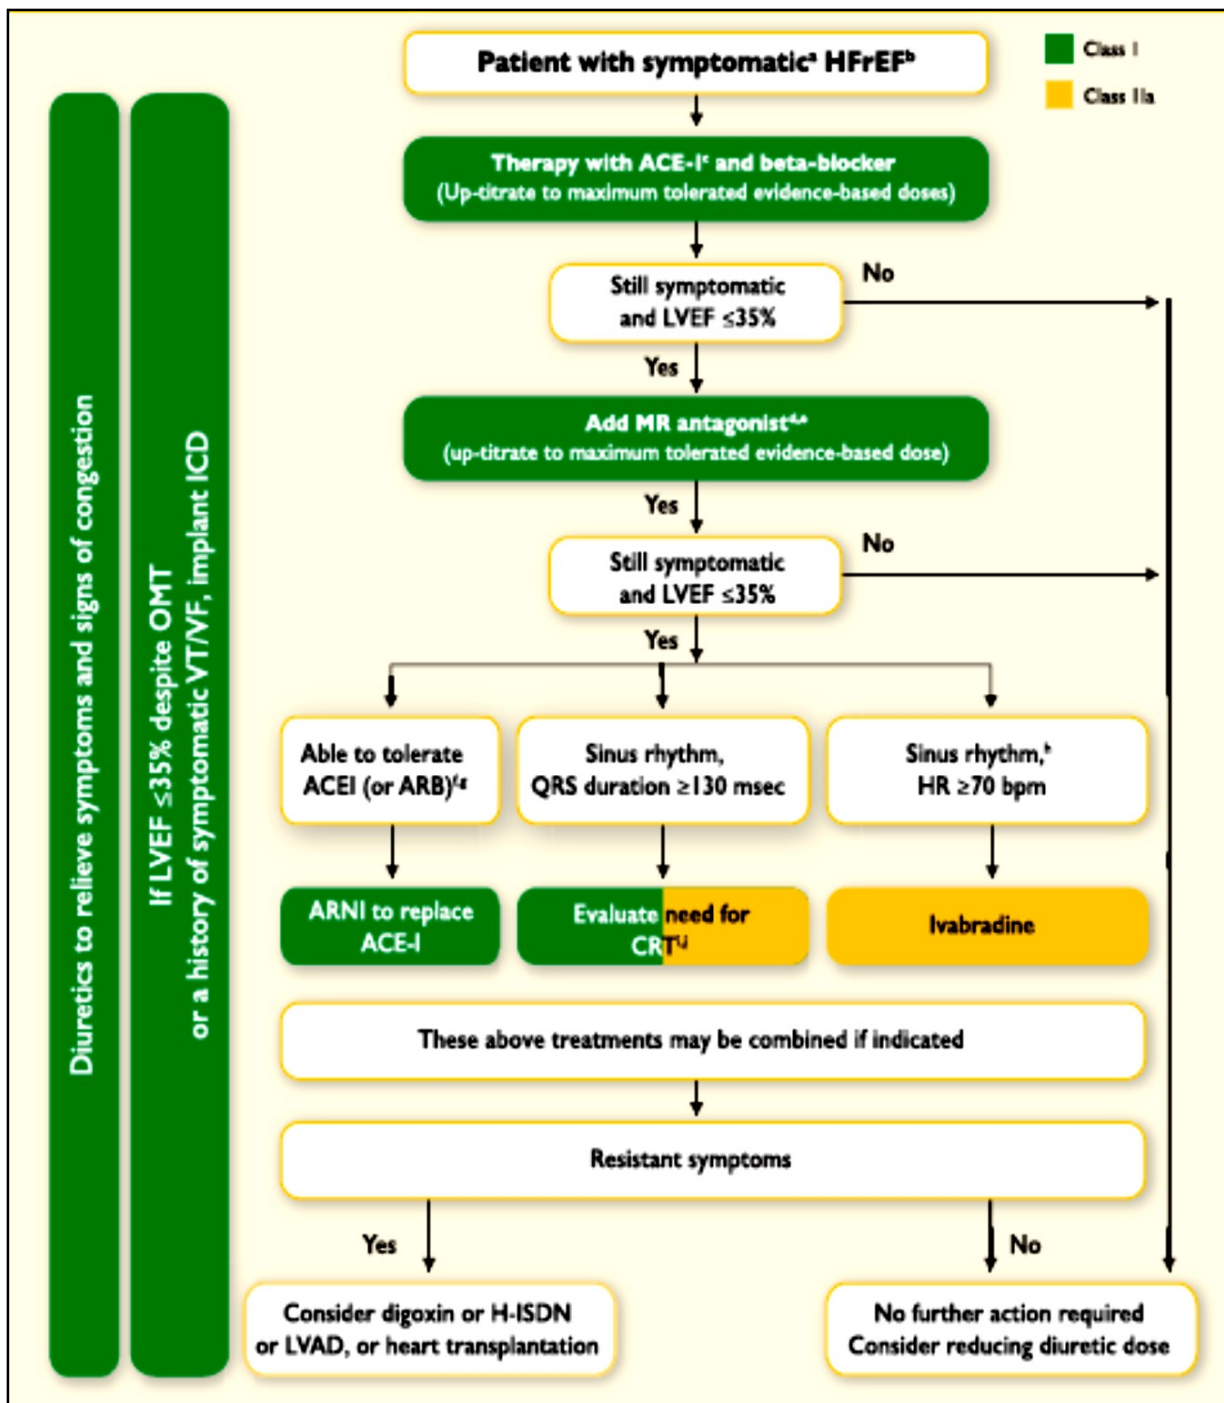 Patient with symptomaticᵃ HFrEFᵇ
Class I
Class IIa
Therapy with ACE-Iᶜ and beta-blocker
(Up-titrate to maximum tolerated evidence-based doses)
Still symptomatic
and LVEF ≤35%
No
Yes
Add MR antagonistᵈ,ᵉ
(up-titrate to maximum tolerated evidence-based dose)
Yes
Still symptomatic
and LVEF ≤35%
No
Yes
Able to tolerate
ACEI (or ARB)ᶠ,ᵍ
Sinus rhythm,
QRS duration ≥130 msec
Sinus rhythm,ʰ
HR ≥70 bpm
ARNI to replace
ACE-I
Evaluate need for
CRTⁱ,ʲ
Ivabradine
These above treatments may be combined if indicated
Resistant symptoms
Yes
No
Consider digoxin or H-ISDN
or LVAD, or heart transplantation
No further action required
Consider reducing diuretic dose
Diuretics to relieve symptoms and signs of congestion
If LVEF ≤35% despite OMT
or a history of symptomatic VT/VF, implant ICD